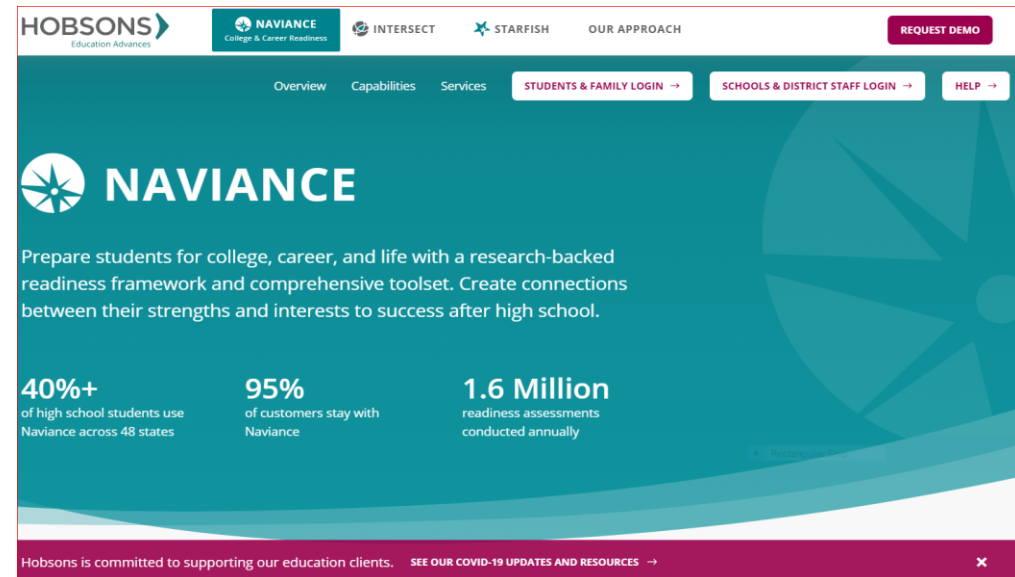 HOBSONS
Education Advances
NAVIANCE
College & Career Readiness
INTERSECT
STARFISH
OUR APPROACH
REQUEST DEMO
Overview
Capabilities
Services
STUDENTS & FAMILY LOGIN →
SCHOOLS & DISTRICT STAFF LOGIN →
HELP →
NAVIANCE
Prepare students for college, career, and life with a research-backed
readiness framework and comprehensive toolset. Create connections
between their strengths and interests to success after high school.
40%+
of high school students use
Naviance across 48 states
95%
of customers stay with
Naviance
1.6 Million
readiness assessments
conducted annually
Rectangular Snip
Hobsons is committed to supporting our education clients. SEE OUR COVID-19 UPDATES AND RESOURCES →